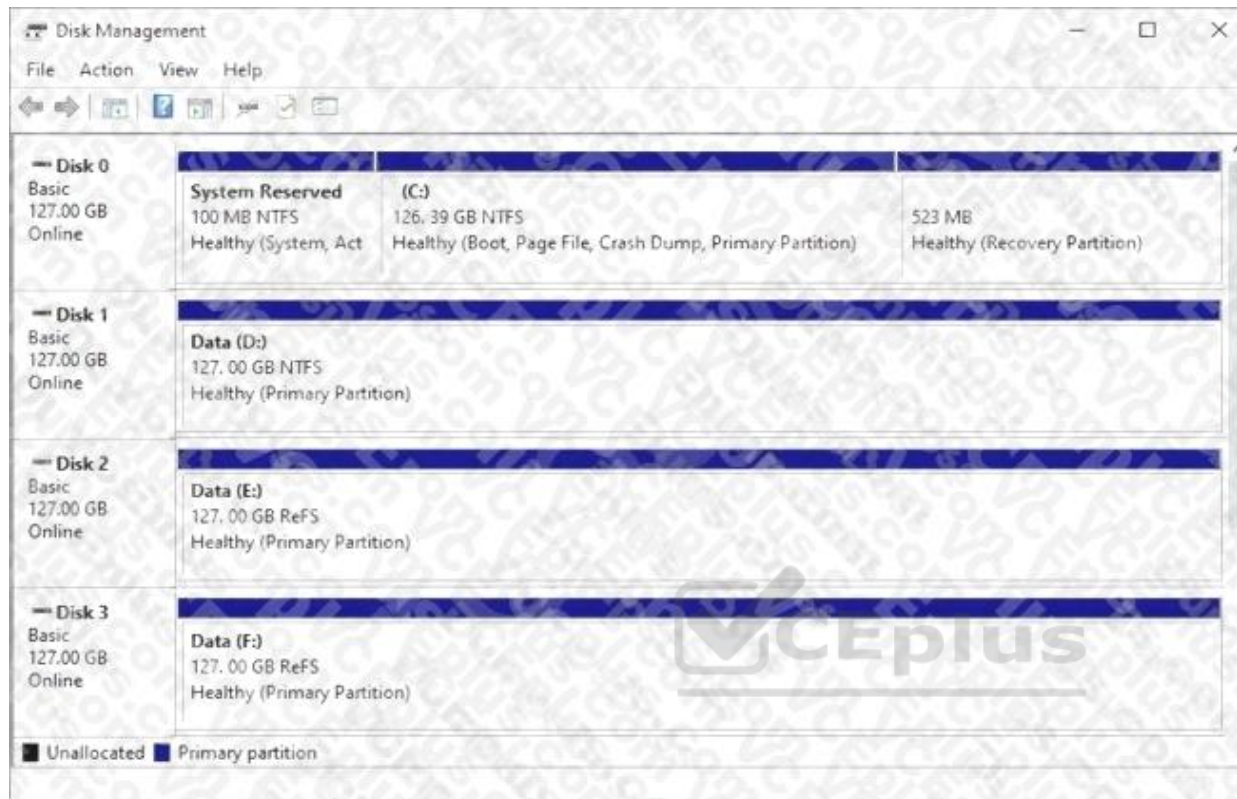 Disk Management
File Action View Help
Disk 0
Basic
127.00 GB
Online
System Reserved
100 MB NTFS
Healthy (System, Act
(C:)
126. 39 GB NTFS
Healthy (Boot, Page File, Crash Dump, Primary Partition)
523 MB
Healthy (Recovery Partition)
Disk 1
Basic
127.00 GB
Online
Data (D:)
127. 00 GB NTFS
Healthy (Primary Partition)
Disk 2
Basic
127.00 GB
Online
Data (E:)
127. 00 GB ReFS
Healthy (Primary Partition)
Disk 3
Basic
127.00 GB
Online
Data (F:)
127. 00 GB ReFS
Healthy (Primary Partition)
CEplus
Unallocated Primary partition